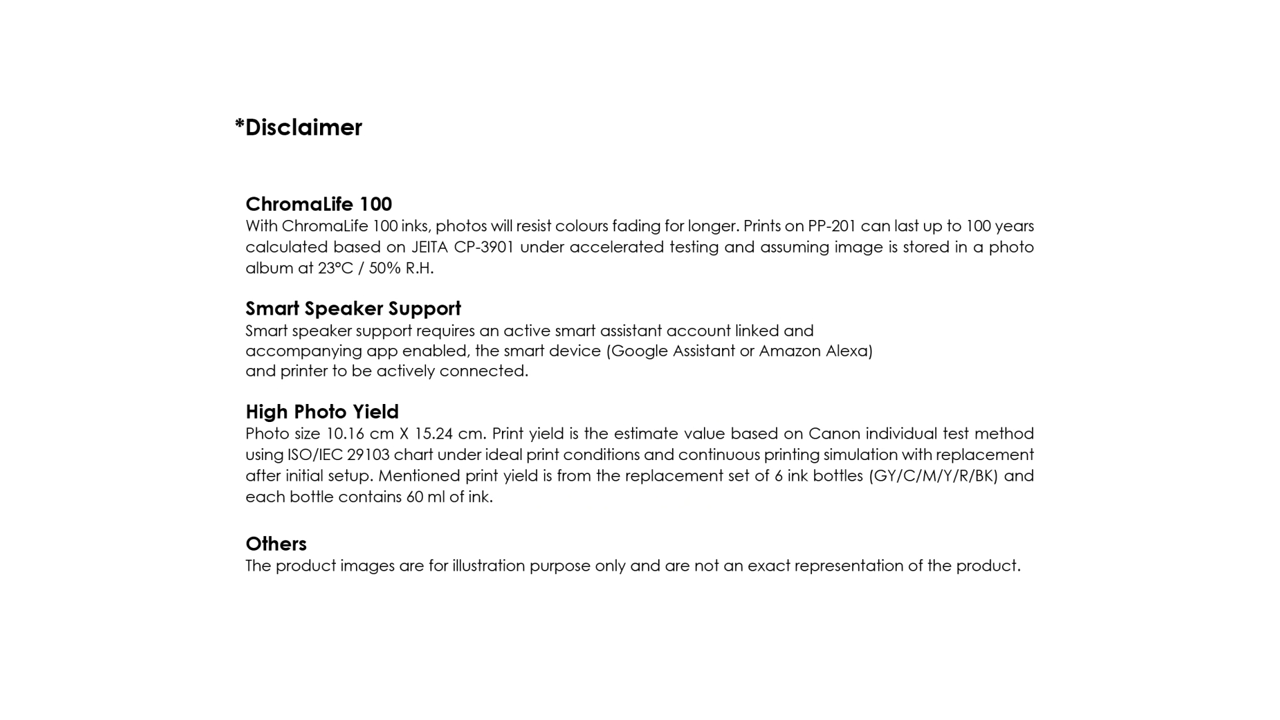 *Disclaimer
ChromaLife 100
With ChromaLife 100 inks, photos will resist colours fading for longer. Prints on PP-201 can last up to 100 years
calculated based on JEITA CP-3901 under accelerated testing and assuming image is stored in a photo
album at 23°C / 50% R.H.
Smart Speaker Support
Smart speaker support requires an active smart assistant account linked and
accompanying app enabled, the smart device (Google Assistant or Amazon Alexa)
and printer to be actively connected.
High Photo Yield
Photo size 10.16 cm X 15.24 cm. Print yield is the estimate value based on Canon individual test method
using ISO/IEC 29103 chart under ideal print conditions and continuous printing simulation with replacement
after initial setup. Mentioned print yield is from the replacement set of 6 ink bottles (GY/C/M/Y/R/BK) and
each bottle contains 60 ml of ink.
Others
The product images are for illustration purpose only and are not an exact representation of the product.